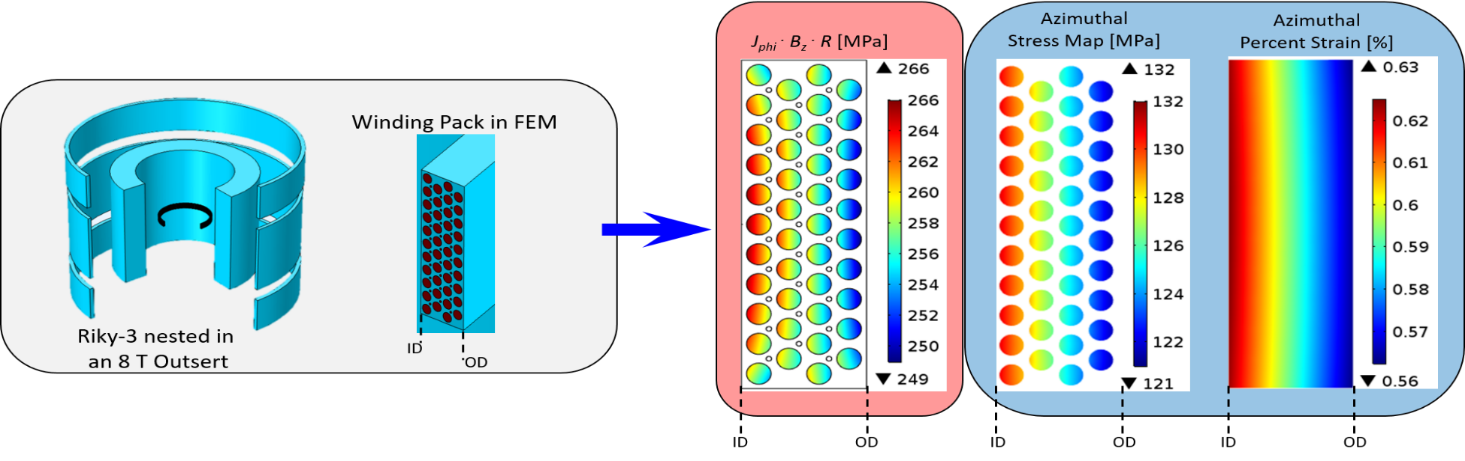 Winding Pack in FEM
Riky-3 nested in
an 8 T Outsert
ID
OD
Jphi · Bz · R [MPa]
266
266
264
262
260
258
256
254
252
250
249
ID
OD
Azimuthal
Stress Map [MPa]
132
132
130
128
126
124
122
121
ID
OD
Azimuthal
Percent Strain [%]
0.63
0.62
0.61
0.6
0.59
0.58
0.57
0.56
ID
OD